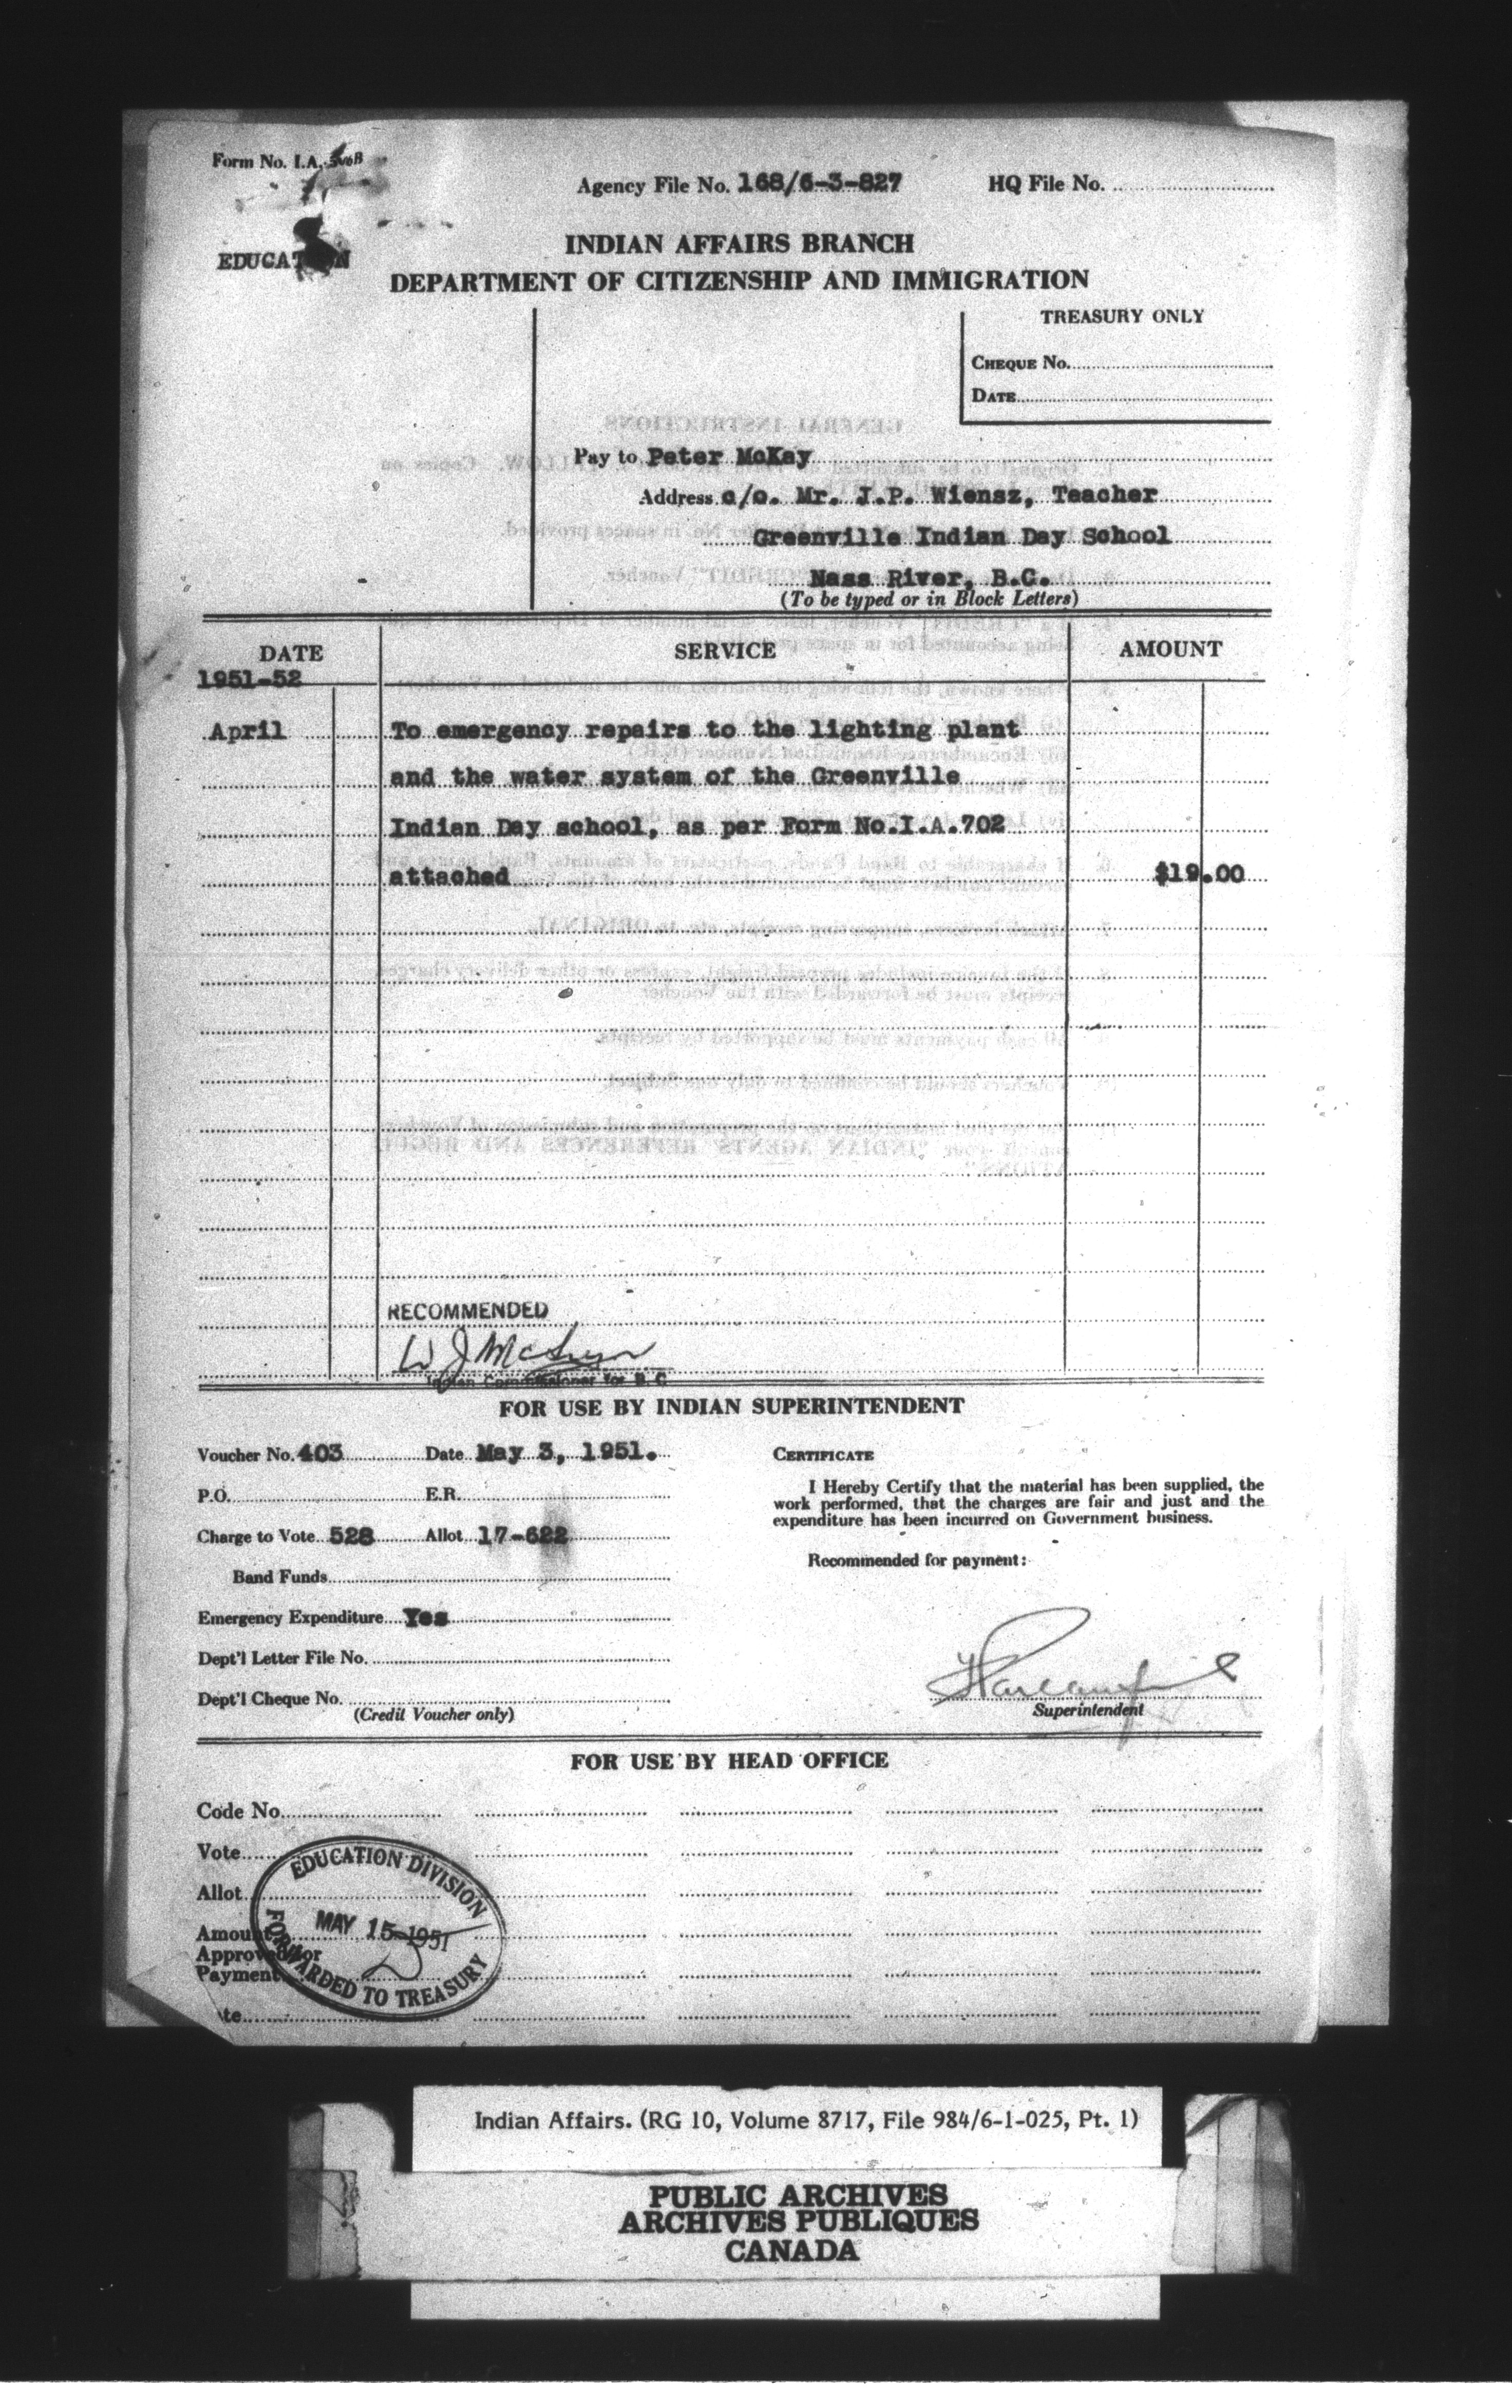 Form No. I.A.
Agency File No. 168/6-3-827
HQ File No.
EDUCATION
INDIAN AFFAIRS BRANCH
DEPARTMENT OF CITIZENSHIP AND IMMIGRATION
TREASURY ONLY
CHEQUE No.
DATE
Pay to Peter McKay
Address c/o. Mr. J.P. Wiensz, Teacher
Greenville Indian Day School
Nass River, B.C.
(To be typed or in Block Letters)
DATE SERVICE AMOUNT
1951-52
April To emergency repairs to the lighting plant
and the water system of the Greenville
Indian Day school, as per Form No.I.A.702
attached $19.00
RECOMMENDED
W J
Indian Commissioner for B.C.
FOR USE BY INDIAN SUPERINTENDENT
Voucher No. 403 Date May 3, 1951.
P.O. E.R.
Charge to Vote 528 Allot 17-622
Band Funds
Emergency Expenditure Yes
Dept'l Letter File No.
Dept'l Cheque No.
(Credit Voucher only)
CERTIFICATE
I Hereby Certify that the material has been supplied, the
work performed, that the charges are fair and just and the
expenditure has been incurred on Government business.
Recommended for payment:
Superintendent
FOR USE BY HEAD OFFICE
Code No.
Vote
Allot
Amount
Approved for
Payment
EDUCATION DIVISION
MAY 15 1951
FORWARDED TO TREASURY
Indian Affairs. (RG 10, Volume 8717, File 984/6-1-025, Pt. 1)
PUBLIC ARCHIVES
ARCHIVES PUBLIQUES
CANADA